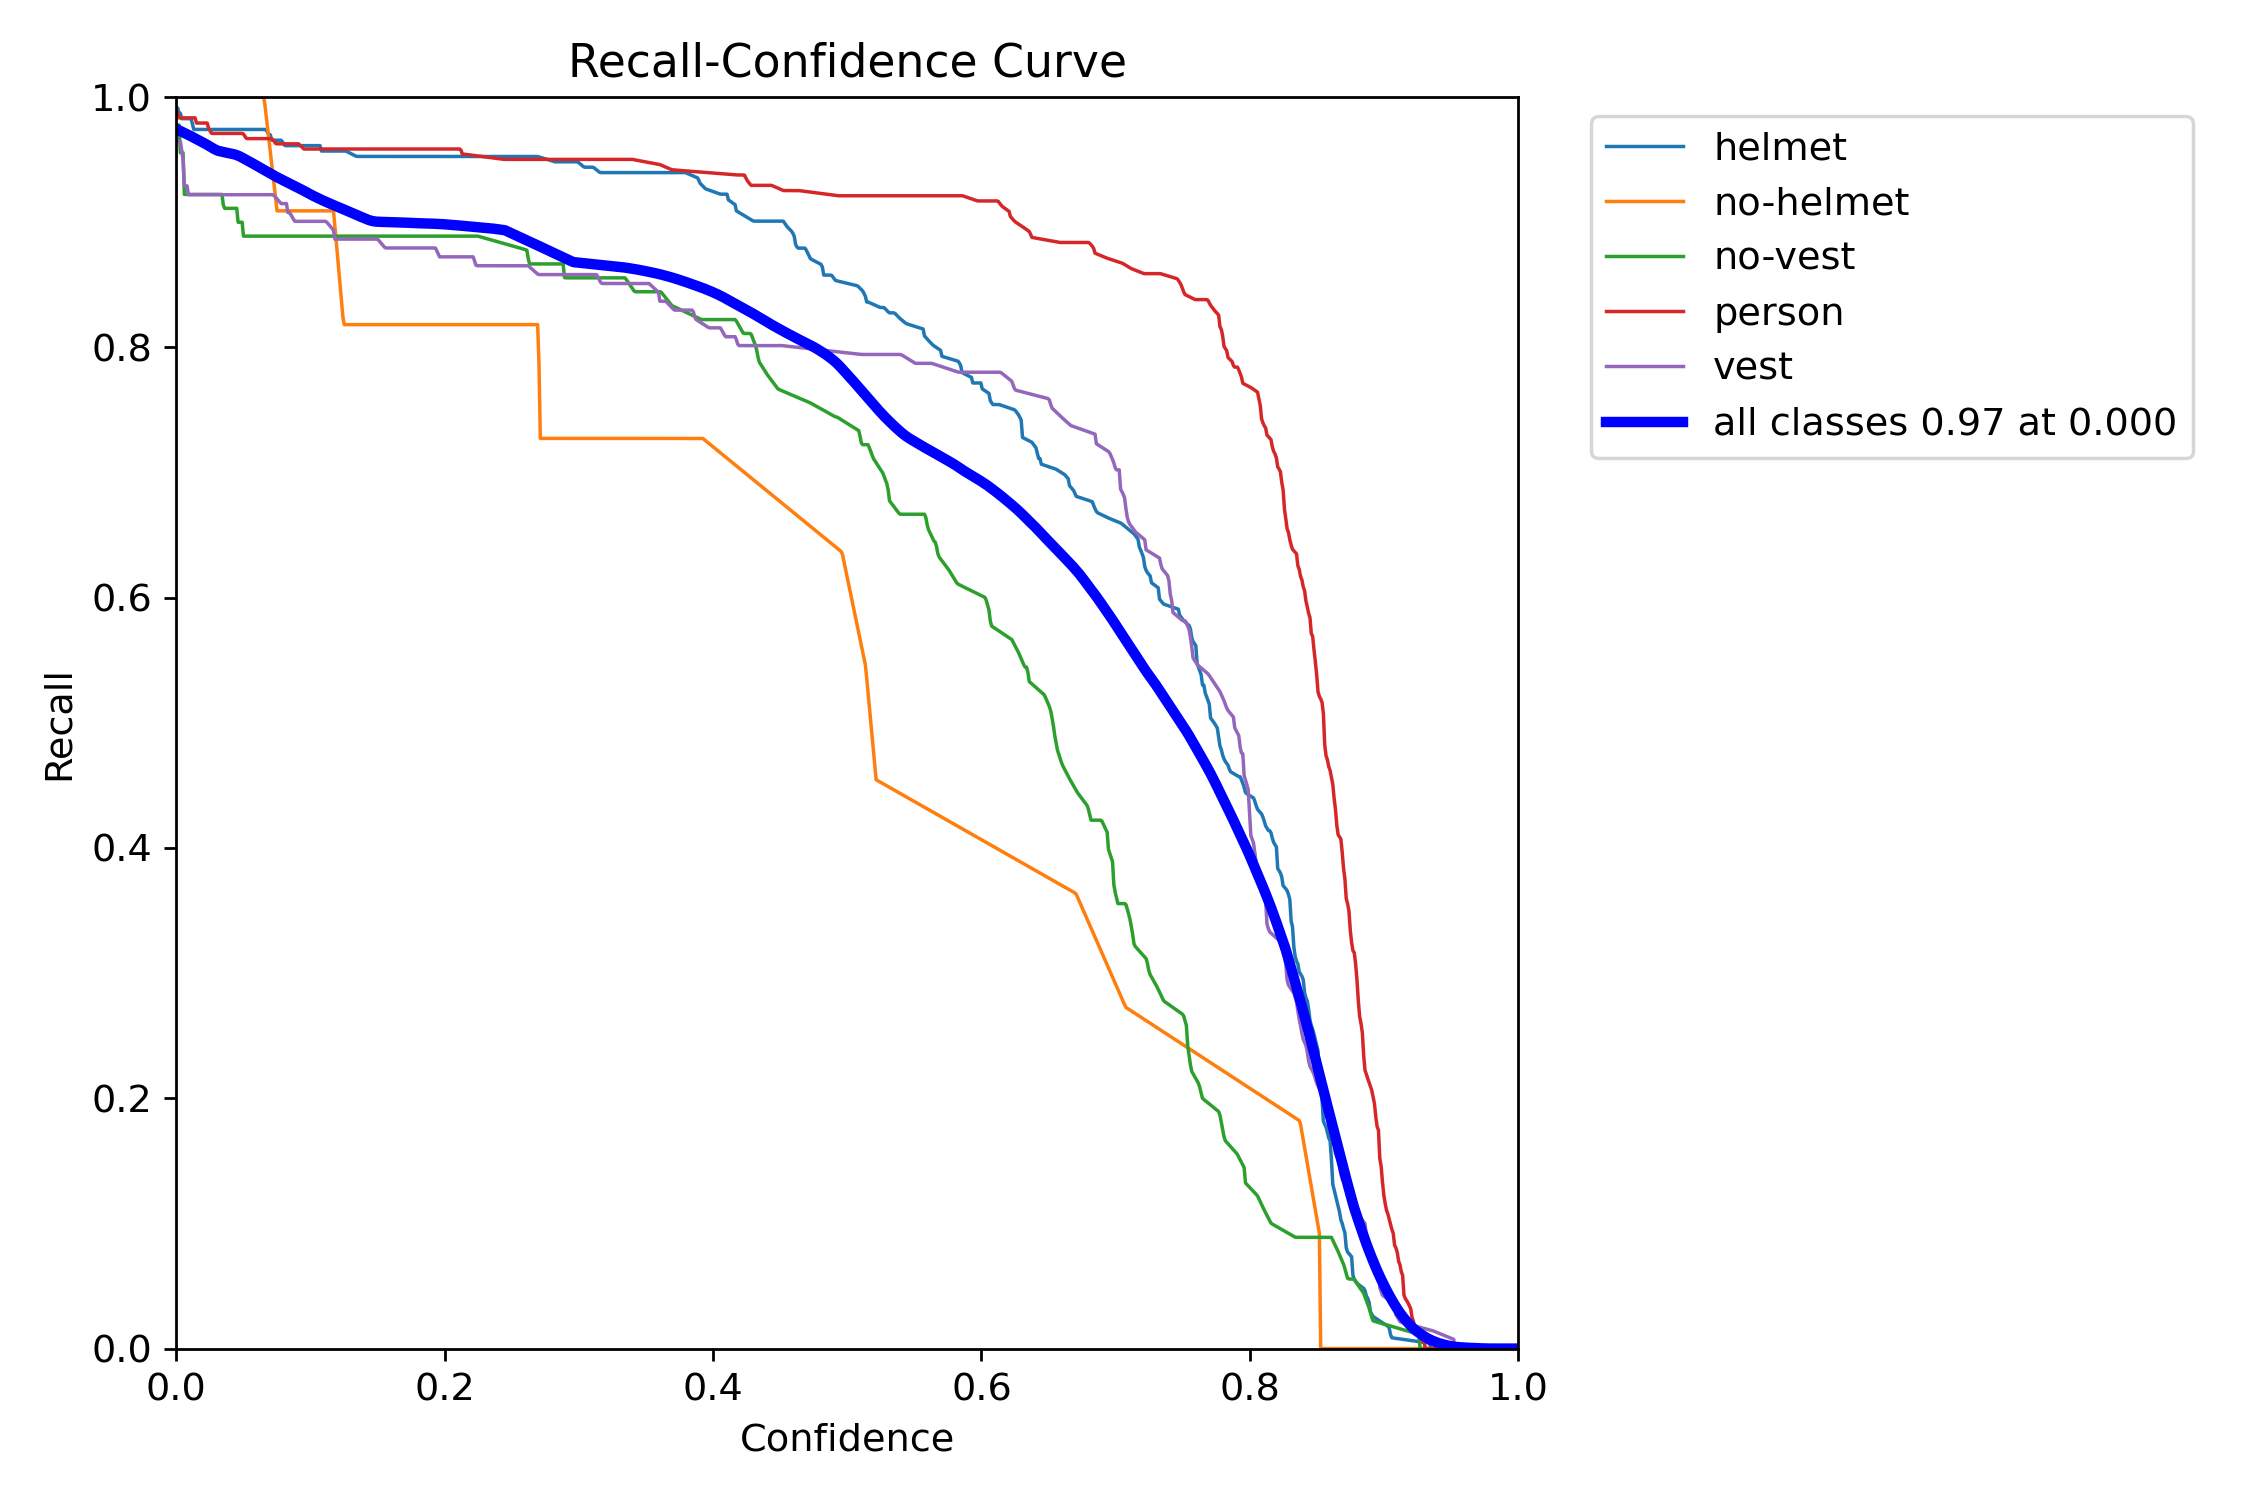 Recall-Confidence Curve
1.0
0.8
0.6
0.4
0.2
0.0
Recall
0.0 0.2 0.4 0.6 0.8 1.0
Confidence
helmet
no-helmet
no-vest
person
vest
all classes 0.97 at 0.000